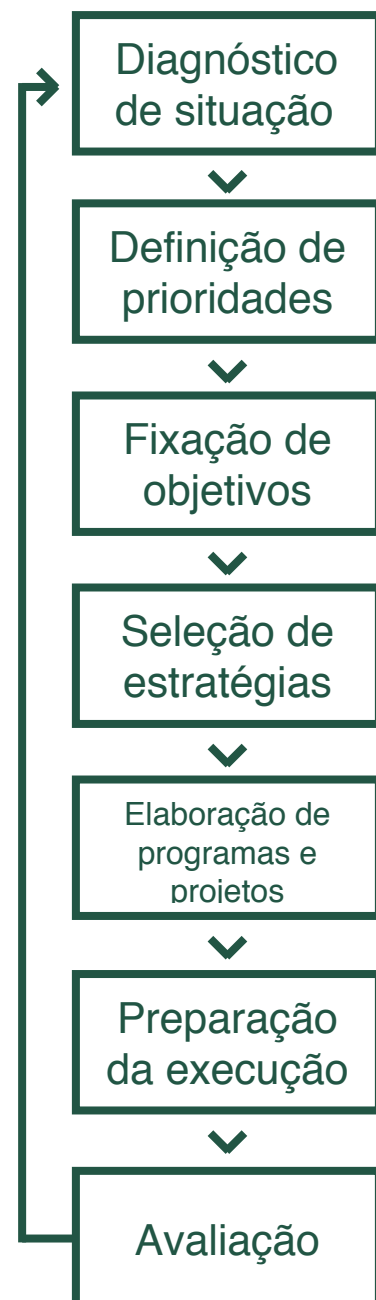 Diagnóstico
de situação
Definição de
prioridades
Fixação de
objetivos
Seleção de
estratégias
Elaboração de
programas e
projetos
Preparação
da execução
Avaliação